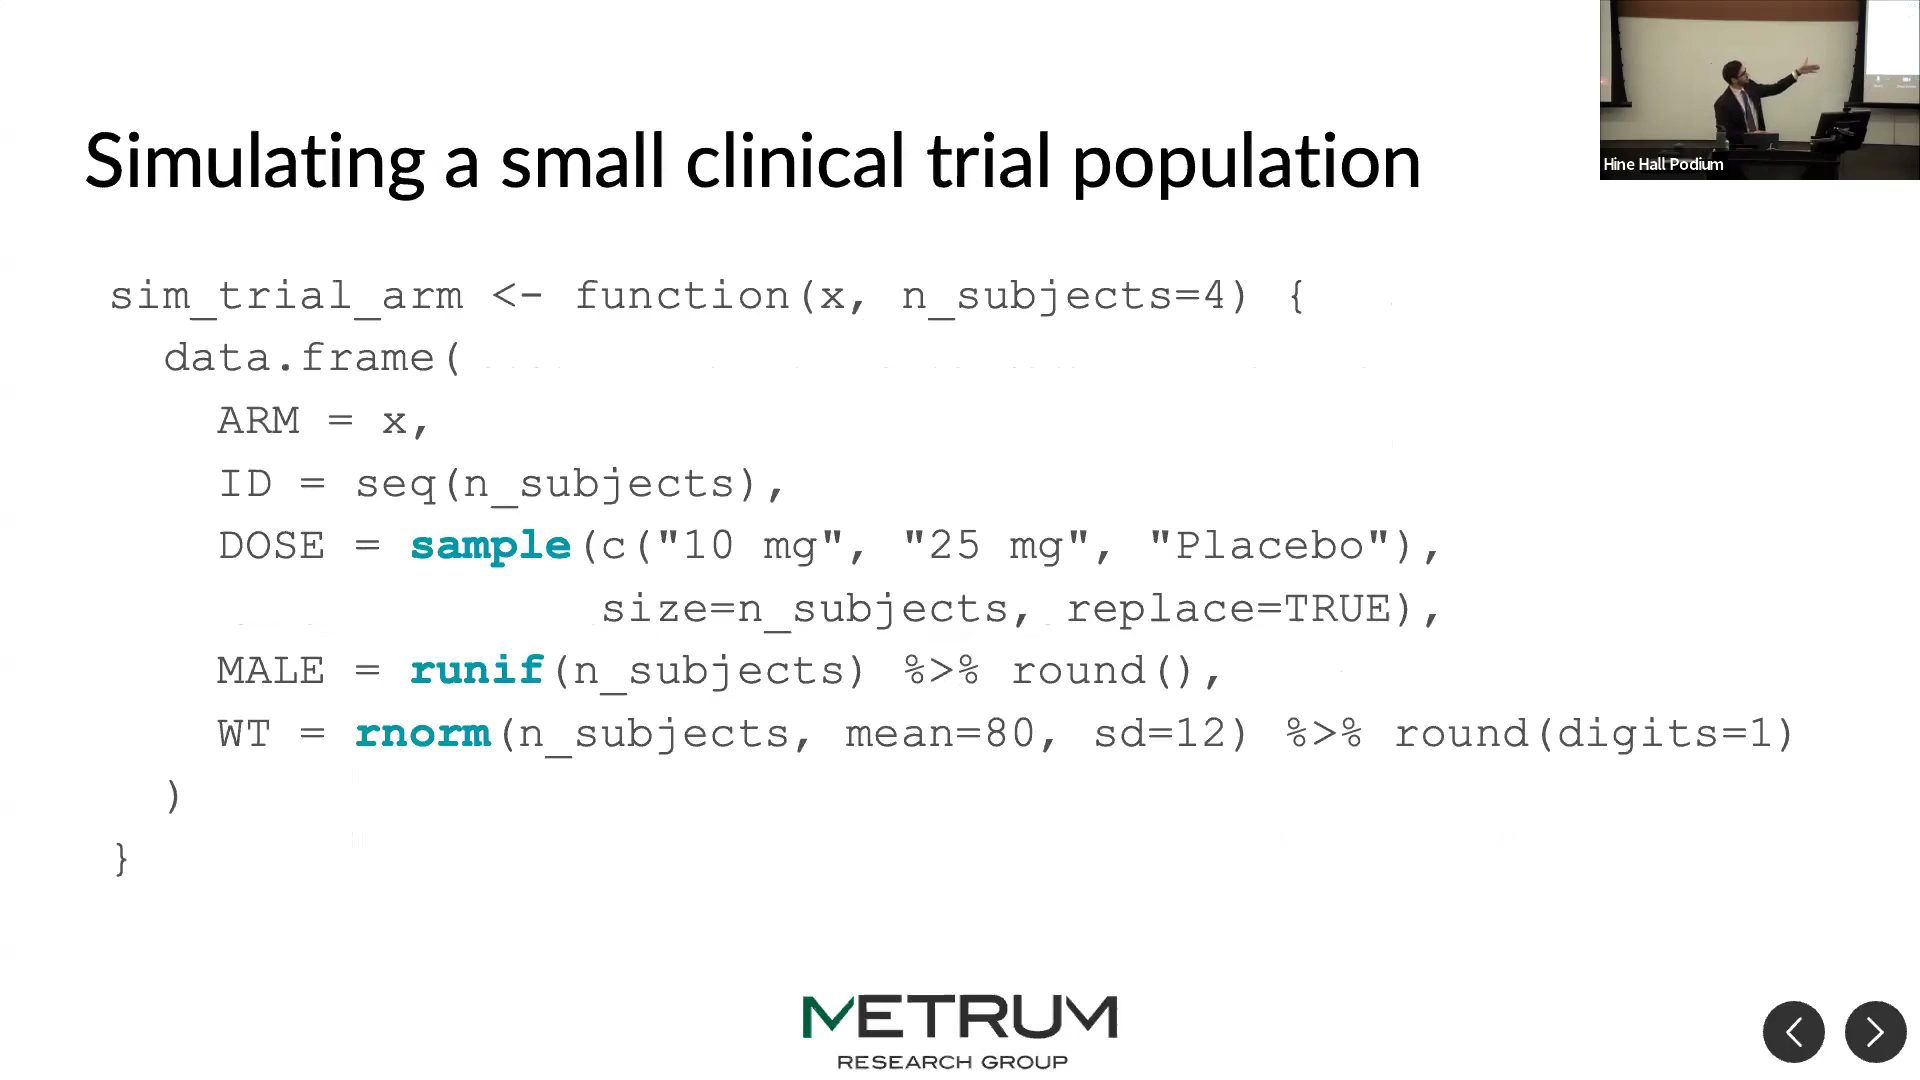 Hine Hall Podium
Simulating a small clinical trial population
sim_trial_arm <- function(x, n_subjects=4) {
data.frame(
ARM = x,
ID = seq(n_subjects),
DOSE = sample(c("10 mg", "25 mg", "Placebo"),
size=n_subjects, replace=TRUE),
MALE = runif(n_subjects) %>% round(),
WT = rnorm(n_subjects, mean=80, sd=12) %>% round(digits=1)
)
}
METRUM
RESEARCH GROUP